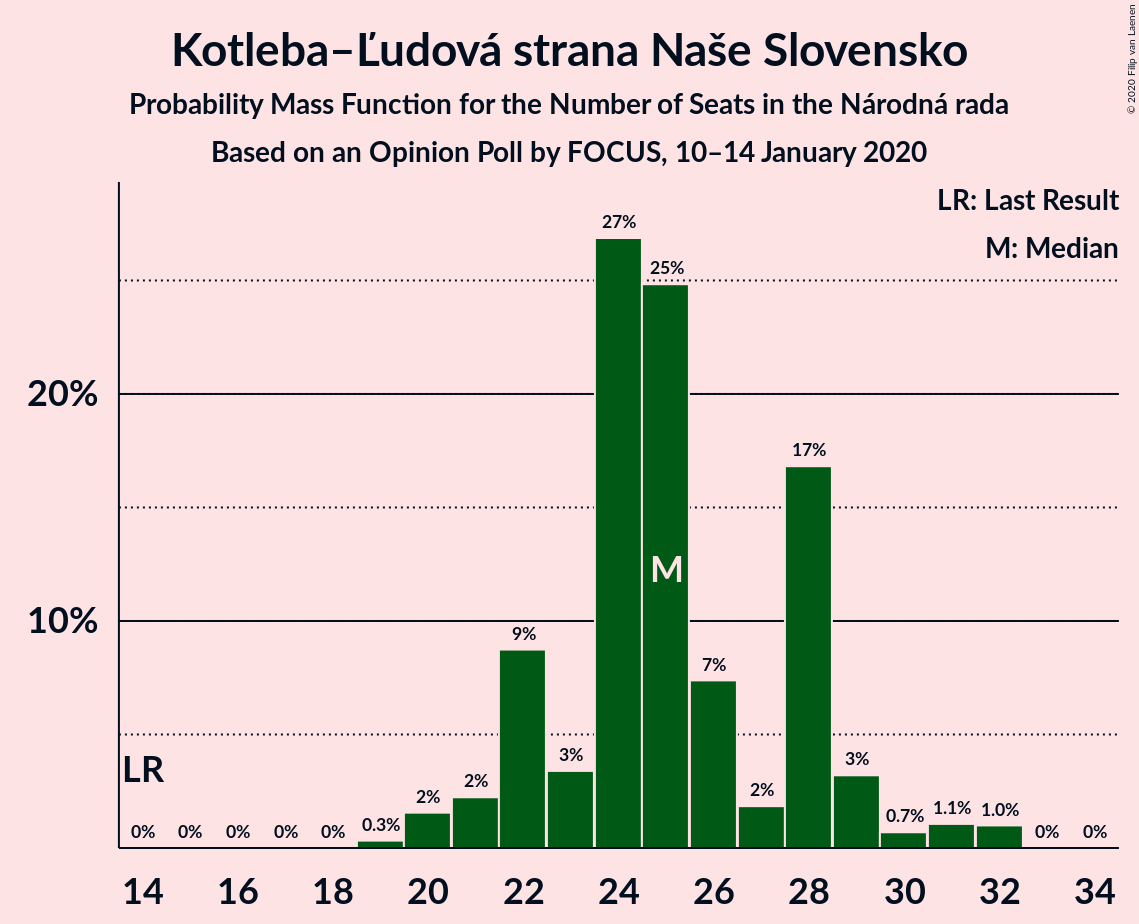 Kotleba–Ľudová strana Naše Slovensko
Probability Mass Function for the Number of Seats in the Národná rada
Based on an Opinion Poll by FOCUS, 10–14 January 2020
© 2020 Filip van Laenen
LR: Last Result
M: Median
27%
25%
20%
17%
M
10%
9%
7%
3%
3%
LR
2%
2%
2%
0% 0% 0% 0% 0% 0.3% 0.7% 1.1% 1.0% 0% 0%
14 16 18 20 22 24 26 28 30 32 34